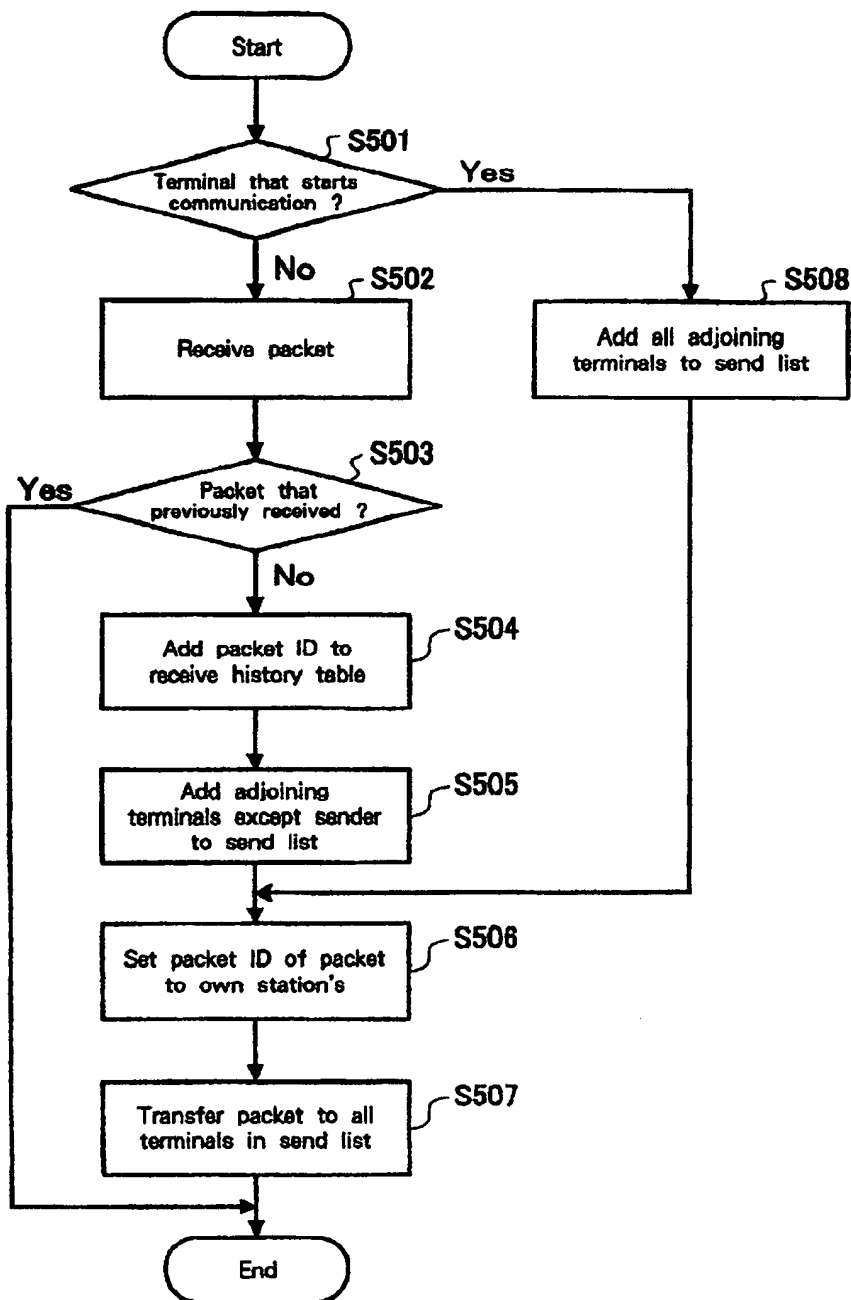 Start
S501
Terminal that starts
communication ?
Yes
No
S502
Receive packet
S508
Add all adjoining
terminals to send list
S503
Yes
Packet that
previously received ?
No
S504
Add packet ID to
receive history table
S505
Add adjoining
terminals except sender
to send list
S506
Set packet ID of packet
to own station's
S507
Transfer packet to all
terminals in send list
End